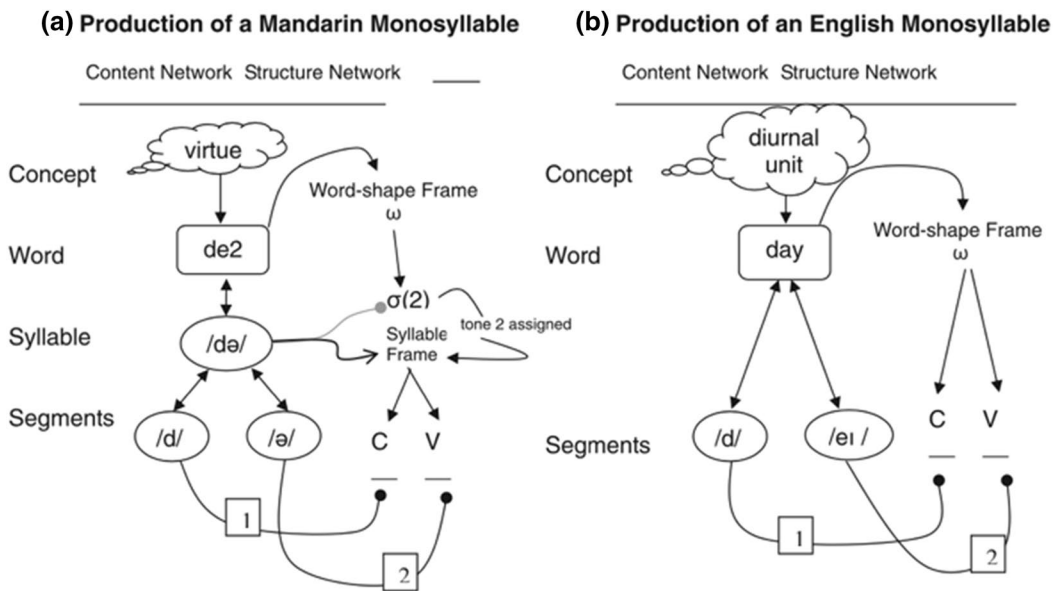 (a) Production of a Mandarin Monosyllable
Content Network Structure Network
Concept
virtue
Word-shape Frame
ω
Word
de2
σ(2)
tone 2 assigned
Syllable
/də/
Syllable
Frame
Segments
/d/
/ə/
C V
1
2
(b) Production of an English Monosyllable
Content Network Structure Network
Concept
diurnal
unit
Word-shape Frame
ω
Word
day
Segments
/d/
/eɪ /
C V
1
2